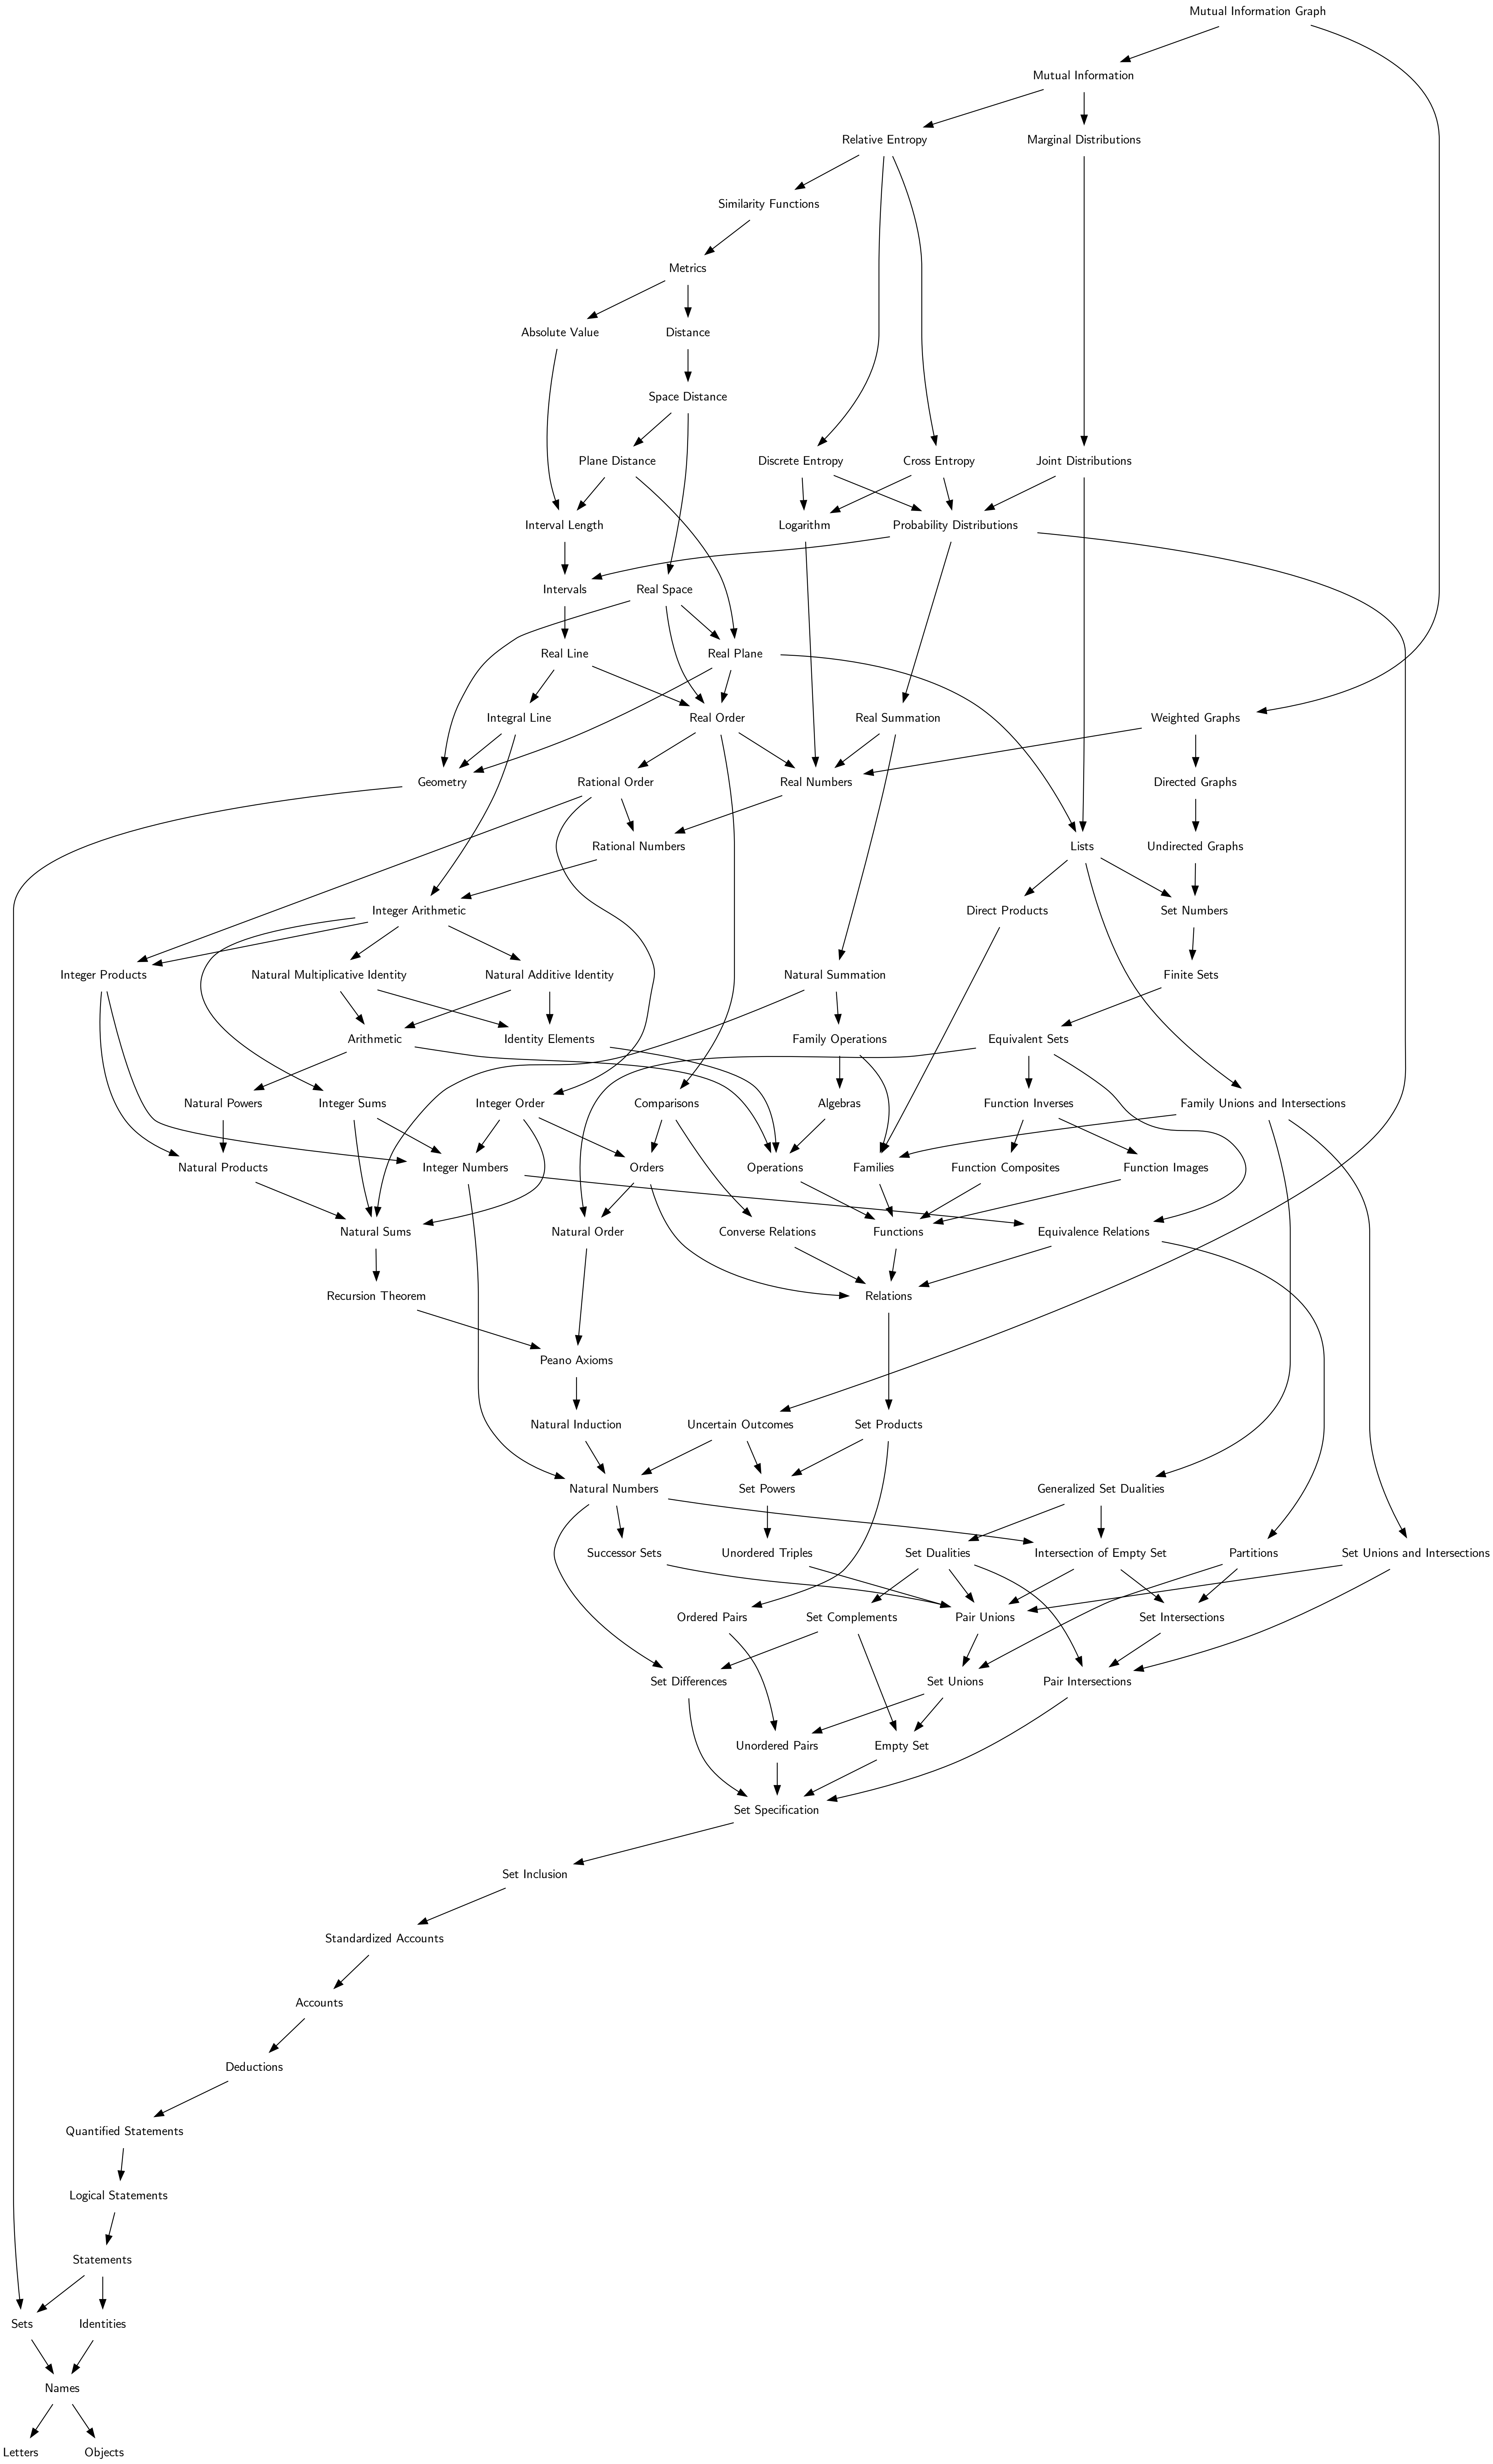 Mutual Information Graph
Mutual Information
Relative Entropy
Marginal Distributions
Similarity Functions
Metrics
Absolute Value
Distance
Space Distance
Plane Distance
Discrete Entropy
Cross Entropy
Joint Distributions
Interval Length
Logarithm
Probability Distributions
Intervals
Real Space
Real Line
Real Plane
Integral Line
Real Order
Real Summation
Weighted Graphs
Geometry
Rational Order
Real Numbers
Directed Graphs
Rational Numbers
Lists
Undirected Graphs
Integer Arithmetic
Direct Products
Set Numbers
Integer Products
Natural Multiplicative Identity
Natural Additive Identity
Natural Summation
Finite Sets
Arithmetic
Identity Elements
Family Operations
Equivalent Sets
Natural Powers
Integer Sums
Integer Order
Comparisons
Algebras
Function Inverses
Family Unions and Intersections
Natural Products
Integer Numbers
Orders
Operations
Families
Function Composites
Function Images
Natural Sums
Natural Order
Converse Relations
Functions
Equivalence Relations
Recursion Theorem
Relations
Peano Axioms
Natural Induction
Uncertain Outcomes
Set Products
Natural Numbers
Set Powers
Generalized Set Dualities
Successor Sets
Unordered Triples
Set Dualities
Intersection of Empty Set
Partitions
Set Unions and Intersections
Ordered Pairs
Set Complements
Pair Unions
Set Intersections
Set Differences
Set Unions
Pair Intersections
Unordered Pairs
Empty Set
Set Specification
Set Inclusion
Standardized Accounts
Accounts
Deductions
Quantified Statements
Logical Statements
Statements
Sets
Identities
Names
Letters
Objects